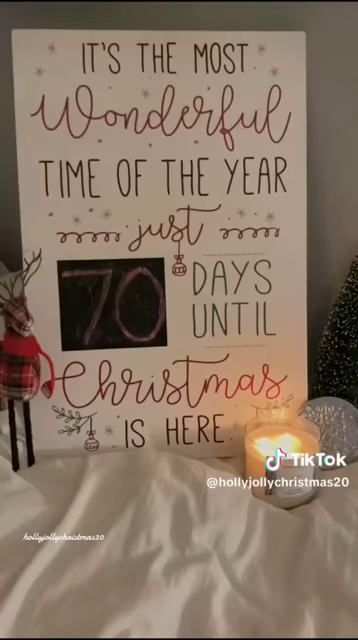 IT'S THE MOST
Wonderful
TIME OF THE YEAR
just
70
DAYS
UNTIL
Christmas
IS HERE
TikTok
@hollyjollychristmas20
hollyjollychristmas20